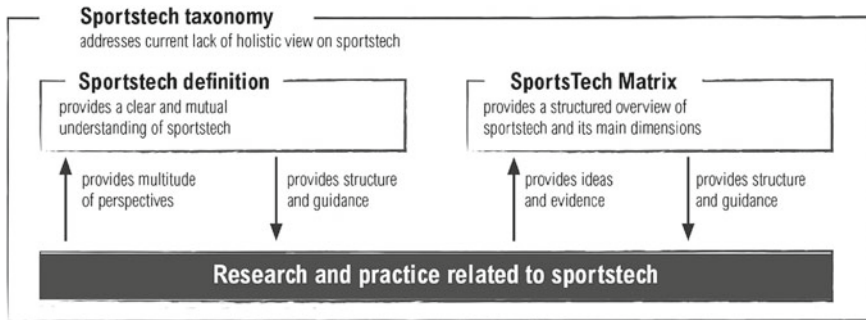 Sportstech taxonomy
addresses current lack of holistic view on sportstech
Sportstech definition
provides a clear and mutual
understanding of sportstech
SportsTech Matrix
provides a structured overview of
sportstech and its main dimensions
provides multitude
of perspectives
provides structure
and guidance
provides ideas
and evidence
provides structure
and guidance
Research and practice related to sportstech